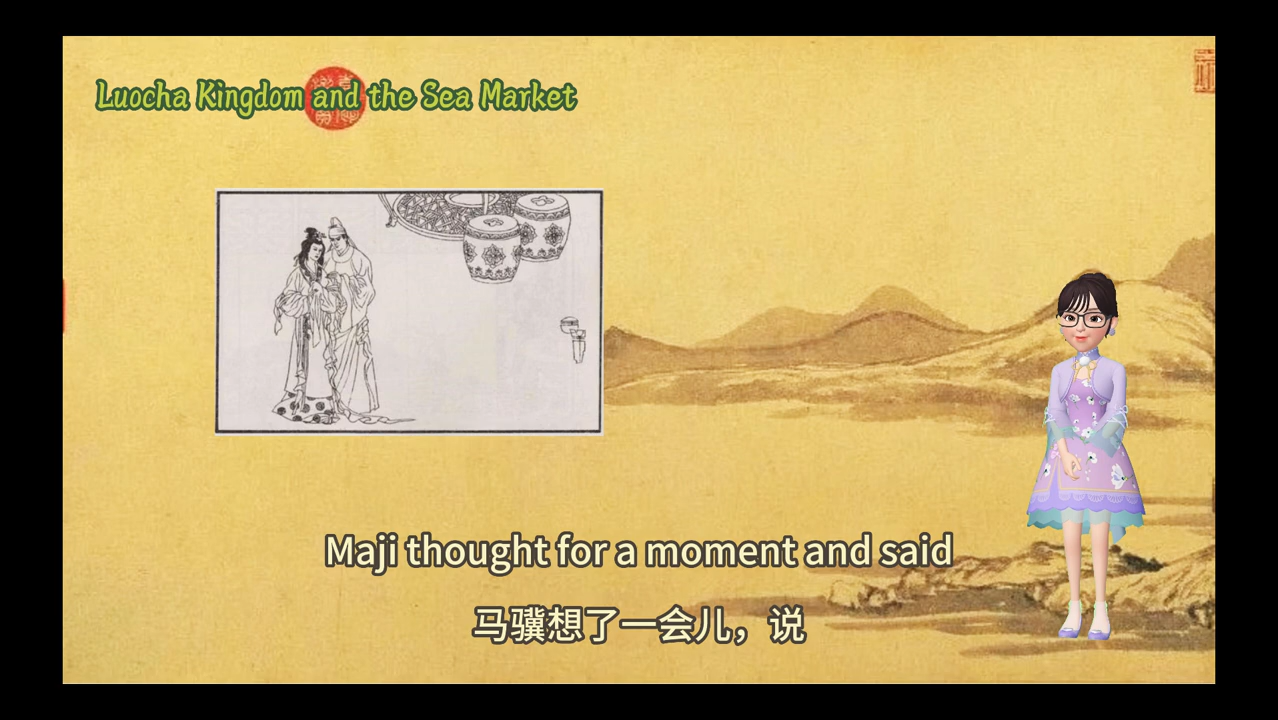 Luocha Kingdom and the Sea Market
Maji thought for a moment and said
马骥想了一会儿，说